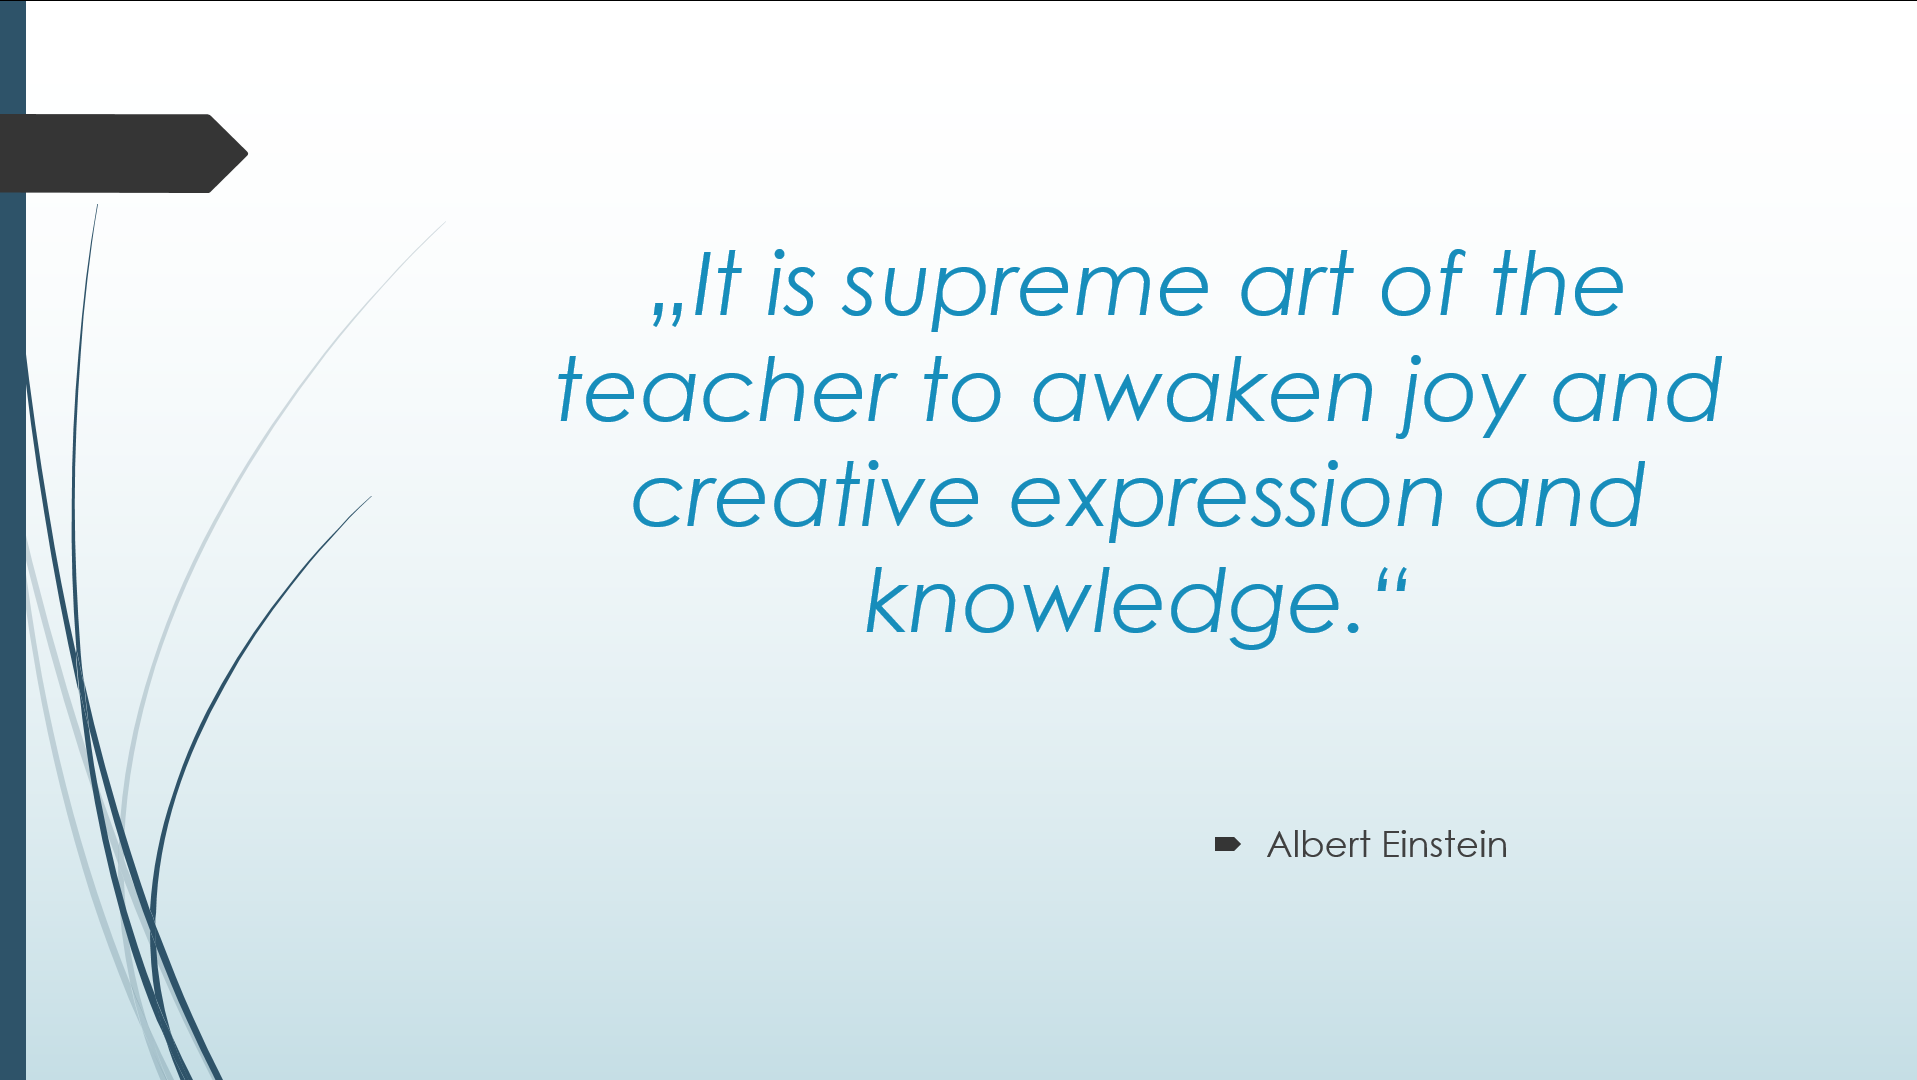 „It is supreme art of the
teacher to awaken joy and
creative expression and
knowledge.“
Albert Einstein